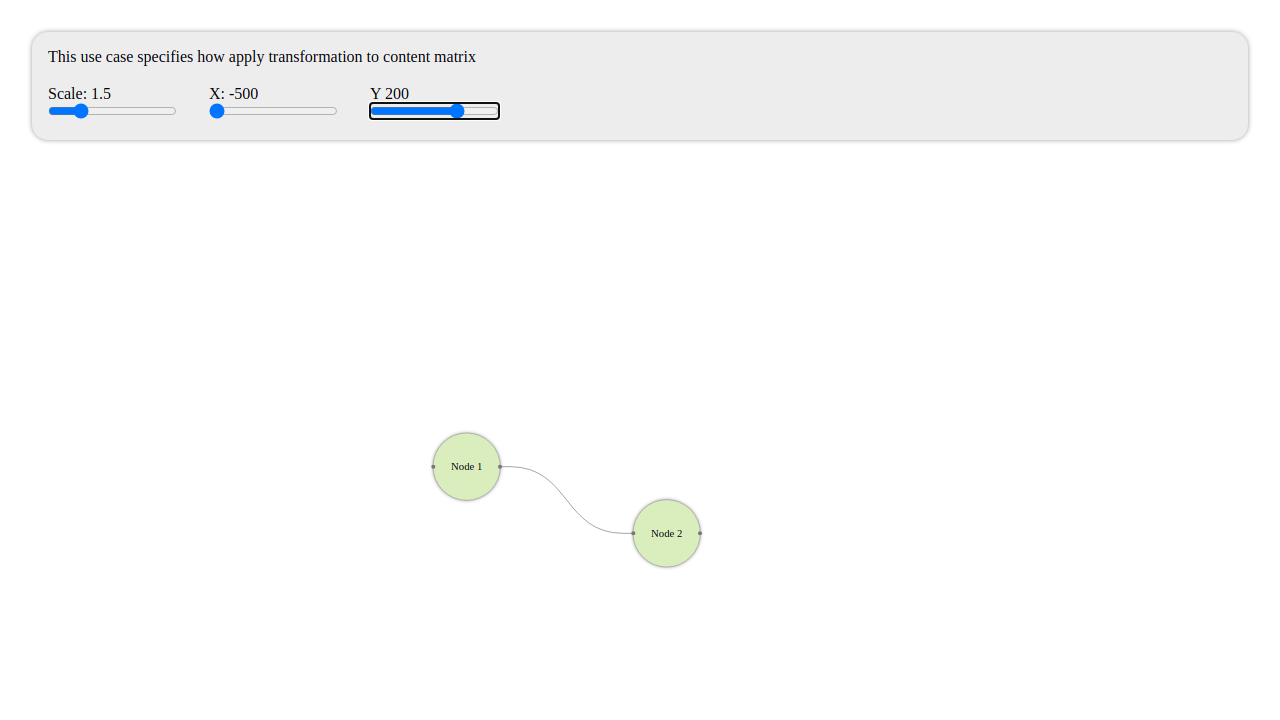 This use case specifies how apply transformation to content matrix
Scale: 1.5 X: -500 Y 200
Node 1
Node 2